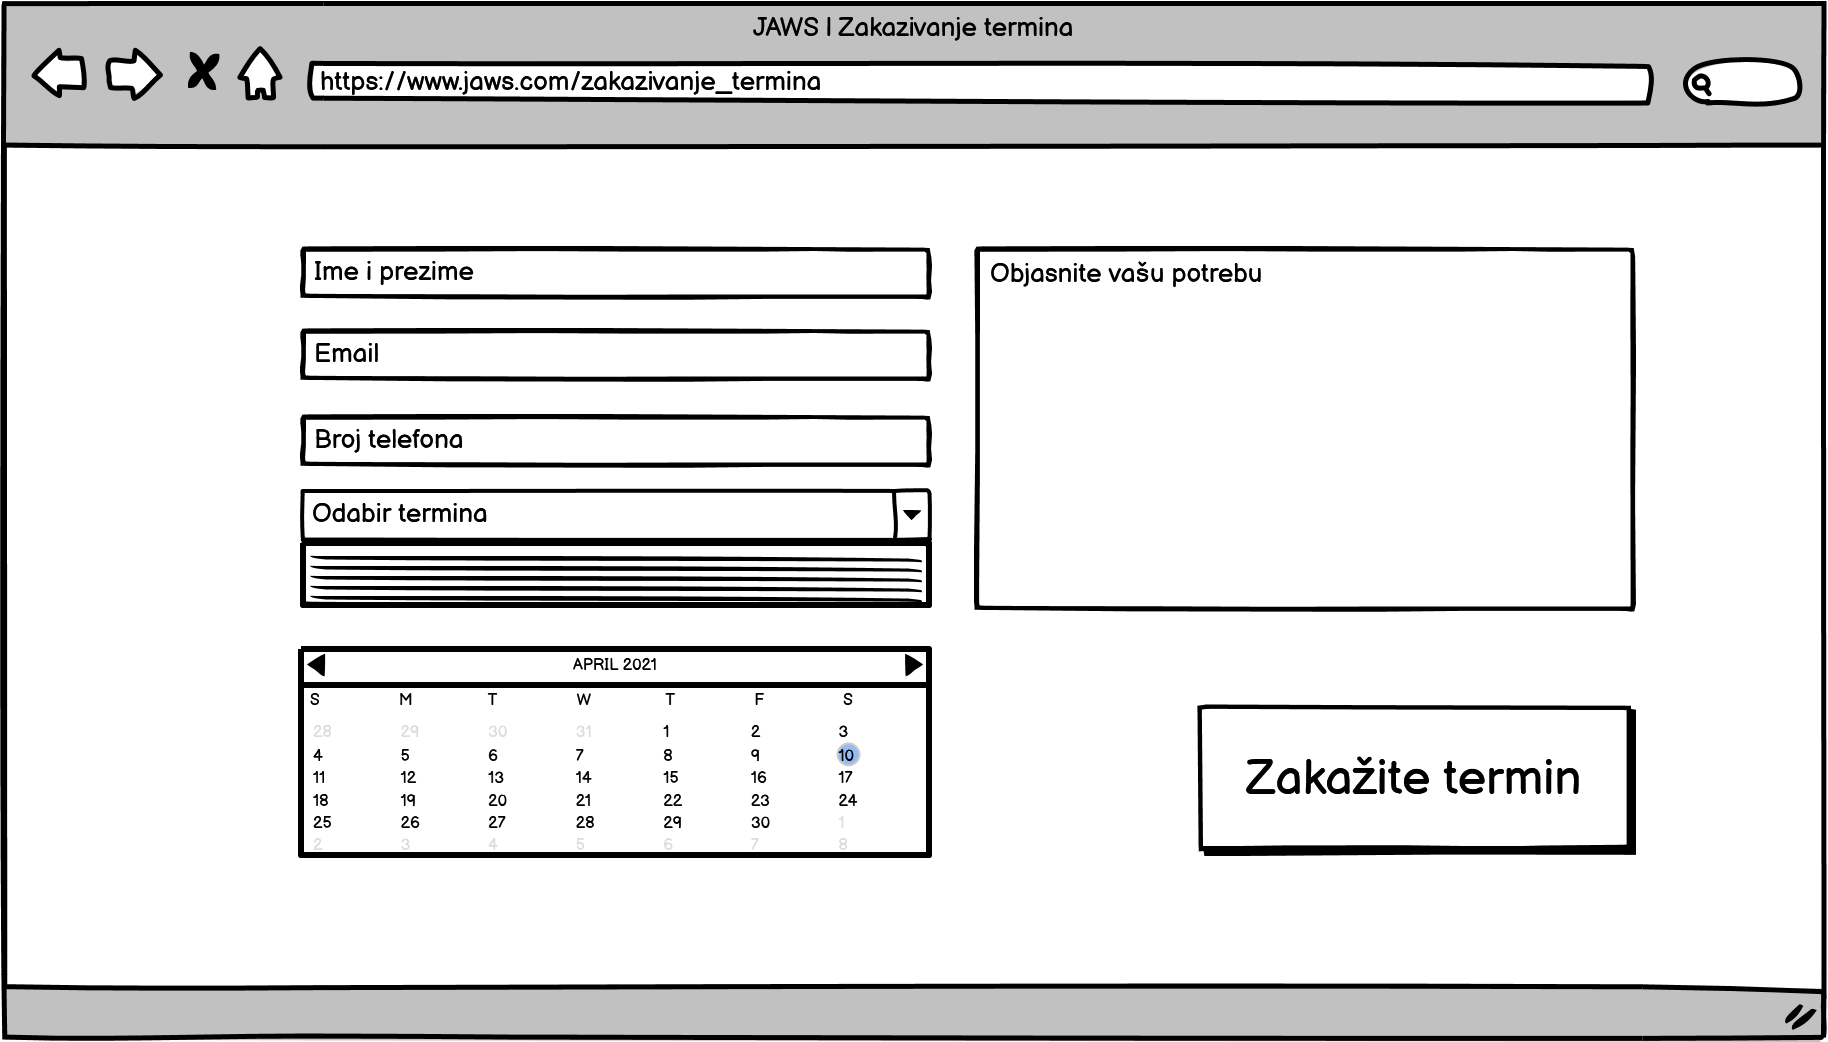 JAWS | Zakazivanje termina
https://www.jaws.com/zakazivanje_termina
Ime i prezime
Email
Broj telefona
Odabir termina
APRIL 2021
S M T W T F S
28 29 30 31 1 2 3
4 5 6 7 8 9 10
11 12 13 14 15 16 17
18 19 20 21 22 23 24
25 26 27 28 29 30 1
2 3 4 5 6 7 8
Objasnite vašu potrebu
Zakažite termin